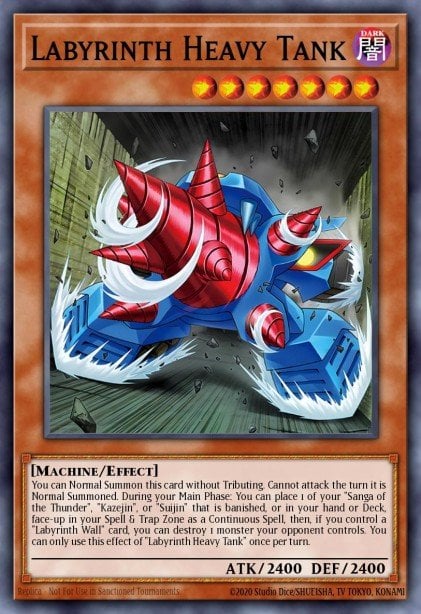 LABYRINTH HEAVY TANK
DARK
闇
[MACHINE/EFFECT]
You can Normal Summon this card without Tributing. Cannot attack the turn it is
Normal Summoned. During your Main Phase: You can place 1 of your "Sanga of
the Thunder", "Kazejin", or "Suijin" that is banished, or in your hand or Deck,
face-up in your Spell & Trap Zone as a Continuous Spell, then, if you control a
"Labyrinth Wall" card, you can destroy 1 monster your opponent controls. You can
only use this effect of "Labyrinth Heavy Tank" once per turn.
ATK/2400 DEF/2400
Replica - Not For Use in Sanctioned Tournaments
©2020 Studio Dice/SHUEISHA, TV TOKYO, KONAMI